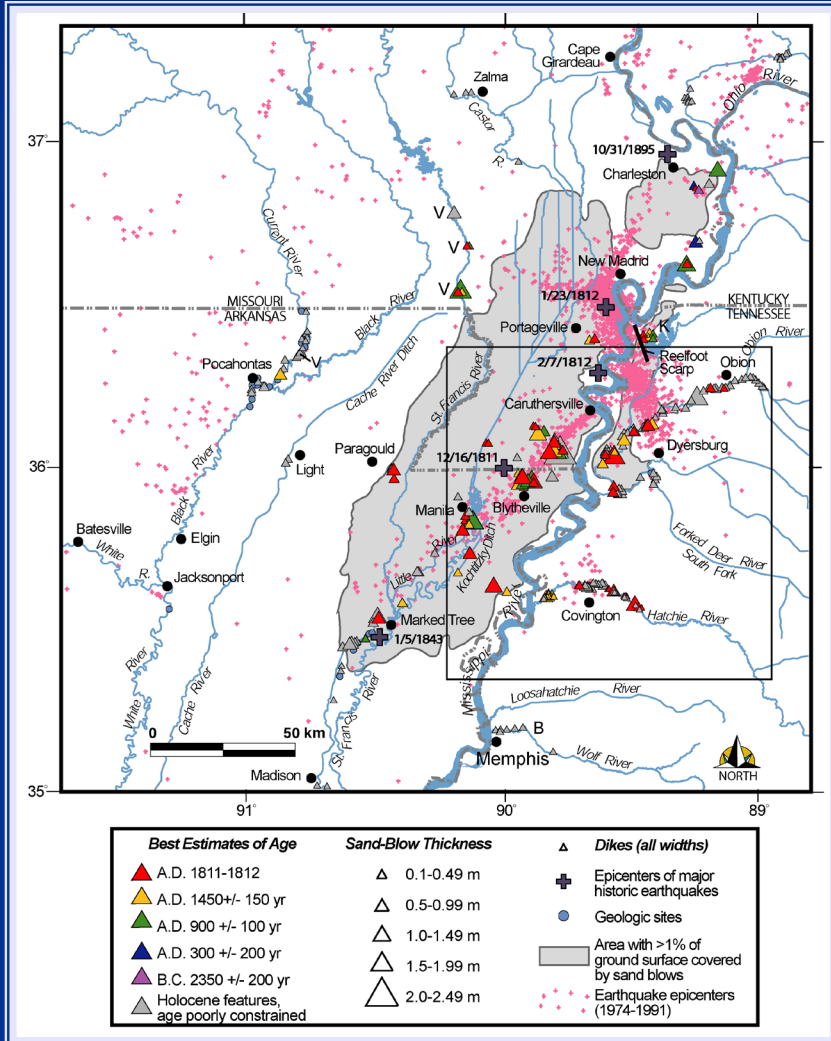 Cape
Girardeau
Zalma
Castor
R.
Ohio River
37°
10/31/1895
Charleston
V
V
V
Current River
New Madrid
1/23/1812
MISSOURI
ARKANSAS
Black River
KENTUCKY
TENNESSEE
Portageville
K
Obion River
Reelfoot
Scarp
Obion
Pocahontas
V
Cache River Ditch
St. Francis River
2/7/1812
Caruthersville
Dyersburg
Paragould
Light
12/16/1811
36°
Black River
Manila
Blytheville
Batesville
White
R.
Elgin
Jacksonport
Little River
Kochtitzky Ditch
Forked Deer River
South Fork
Marked Tree
1/5/1843
Covington
Hatchie River
Mississippi River
White River
Cache River
St. Francis River
Loosahatchie River
0 50 km
B
Memphis
Wolf River
NORTH
Madison
35°
91° 90° 89°
Best Estimates of Age
A.D. 1811-1812
A.D. 1450+/- 150 yr
A.D. 900 +/- 100 yr
A.D. 300 +/- 200 yr
B.C. 2350 +/- 200 yr
Holocene features,
age poorly constrained
Sand-Blow Thickness
0.1-0.49 m
0.5-0.99 m
1.0-1.49 m
1.5-1.99 m
2.0-2.49 m
Dikes (all widths)
Epicenters of major
historic earthquakes
Geologic sites
Area with >1% of
ground surface covered
by sand blows
Earthquake epicenters
(1974-1991)